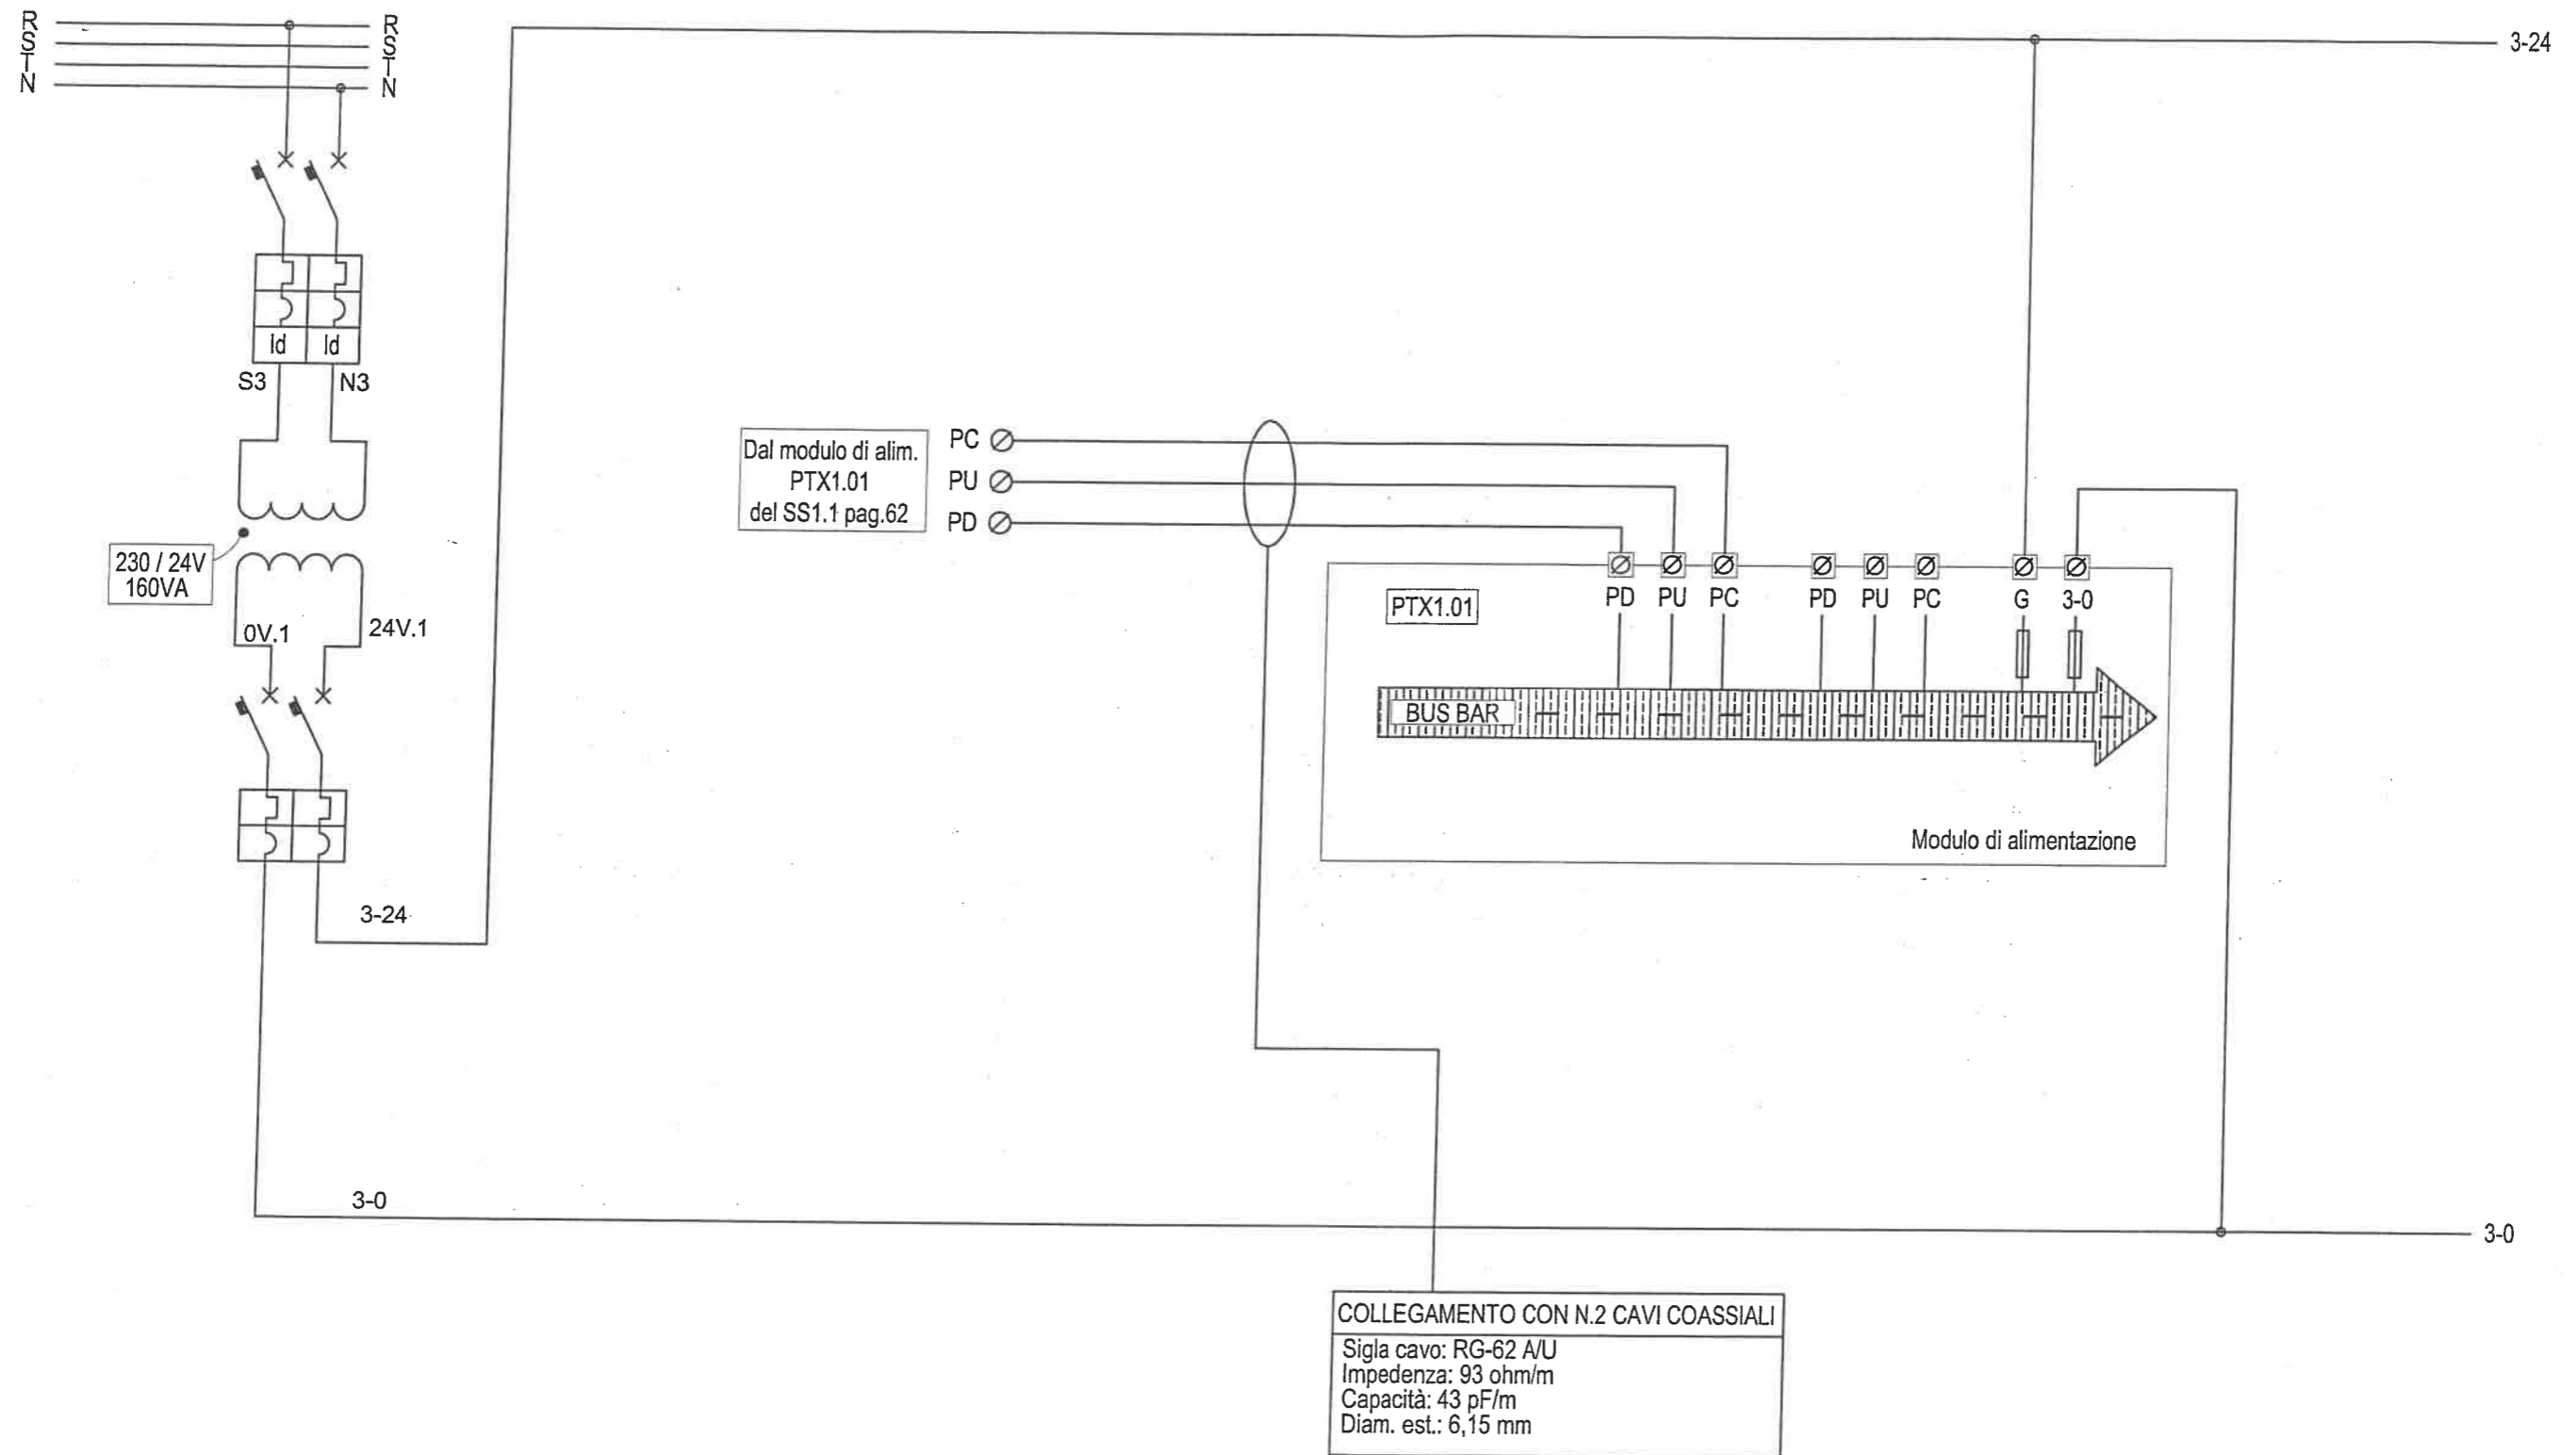 R
S
T
N
R
S
T
N
3-24
Id
Id
S3
N3
230 / 24V
160VA
0V.1
24V.1
3-24
3-0
Dal modulo di alim.
PTX1.01
del SS1.1 pag.62
PC
PU
PD
PTX1.01
PD
PU
PC
PD
PU
PC
G
3-0
BUS BAR
Modulo di alimentazione
3-0
COLLEGAMENTO CON N.2 CAVI COASSIALI
Sigla cavo: RG-62 A/U
Impedenza: 93 ohm/m
Capacità: 43 pF/m
Diam. est.: 6,15 mm